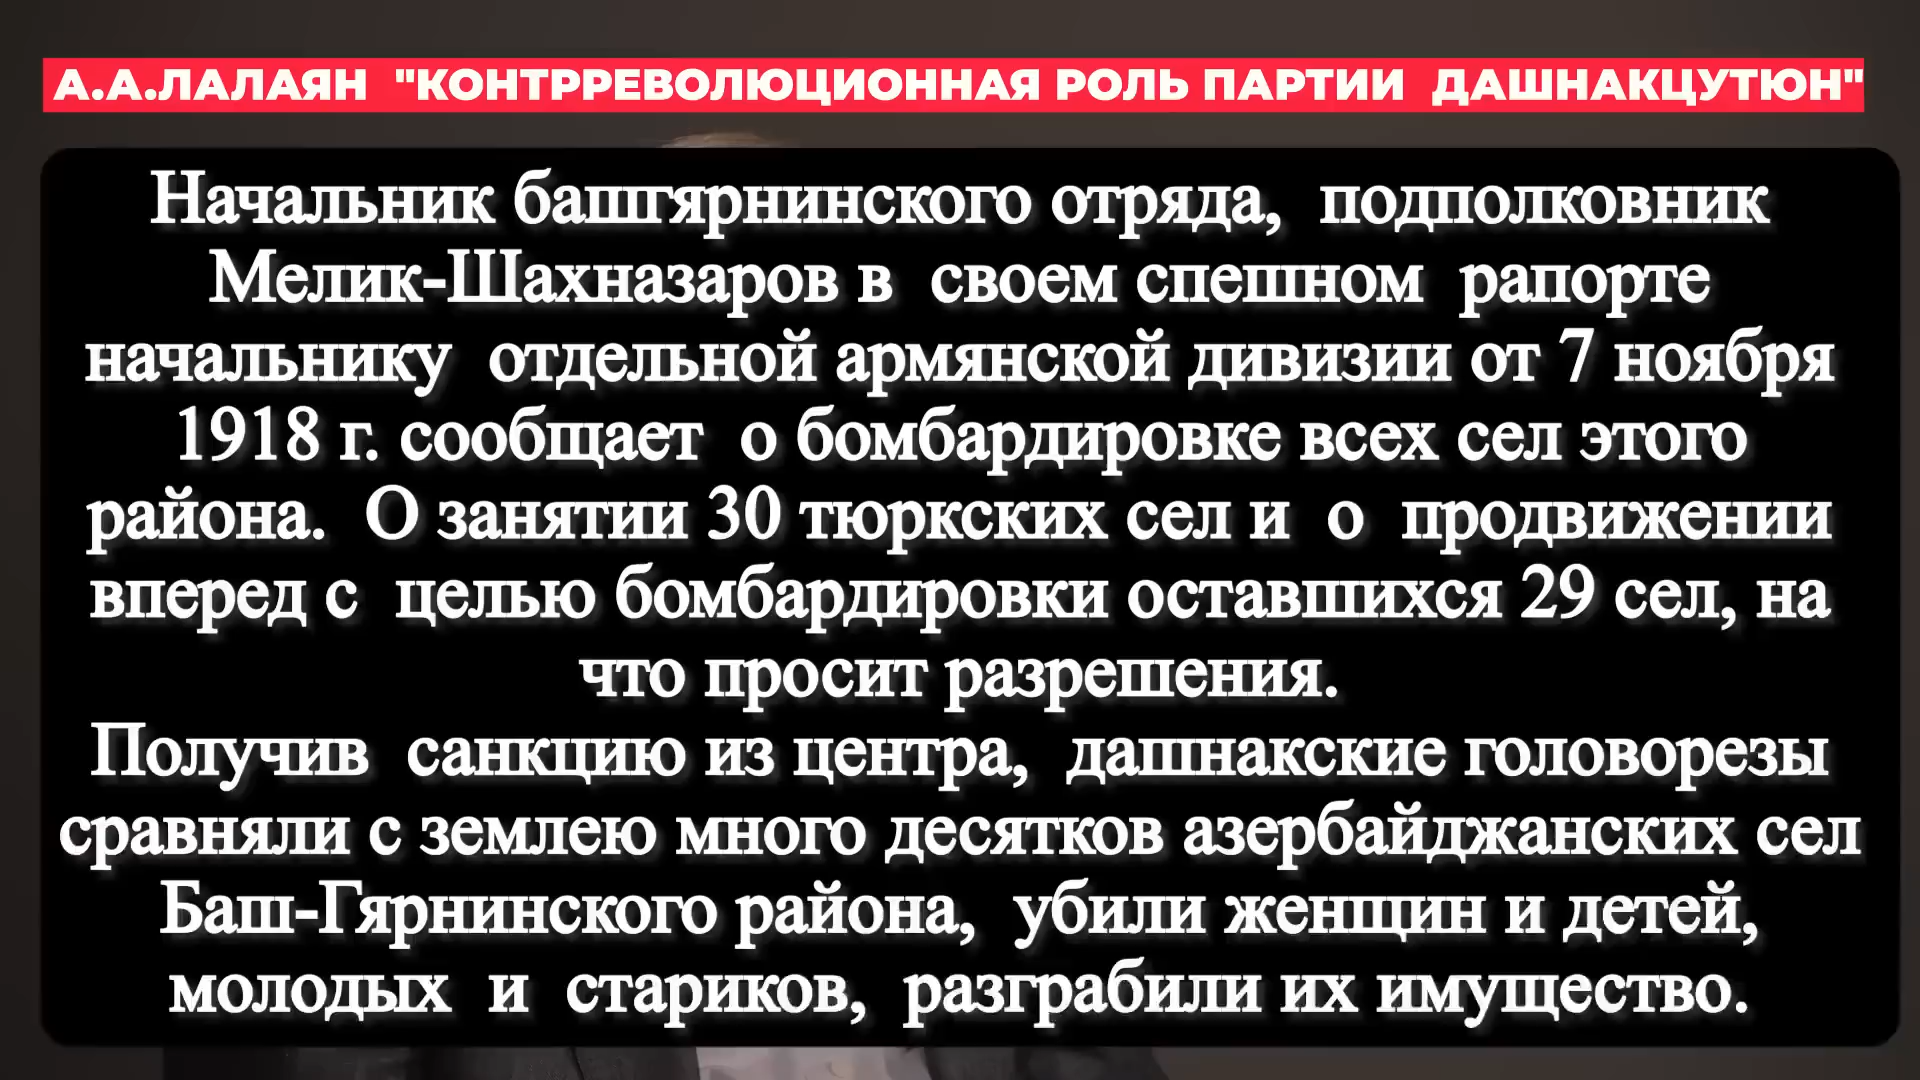 А.А.ЛАЛАЯН "КОНТРРЕВОЛЮЦИОННАЯ РОЛЬ ПАРТИИ ДАШНАКЦУТЮН"
Начальник башгярнинского отряда, подполковник
Мелик-Шахназаров в своем спешном рапорте
начальнику отдельной армянской дивизии от 7 ноября
1918 г. сообщает о бомбардировке всех сел этого
района. О занятии 30 тюркских сел и о продвижении
вперед с целью бомбардировки оставшихся 29 сел, на
что просит разрешения.
Получив санкцию из центра, дашнакские головорезы
сравняли с землею много десятков азербайджанских сел
Баш-Гярнинского района, убили женщин и детей,
молодых и стариков, разграбили их имущество.